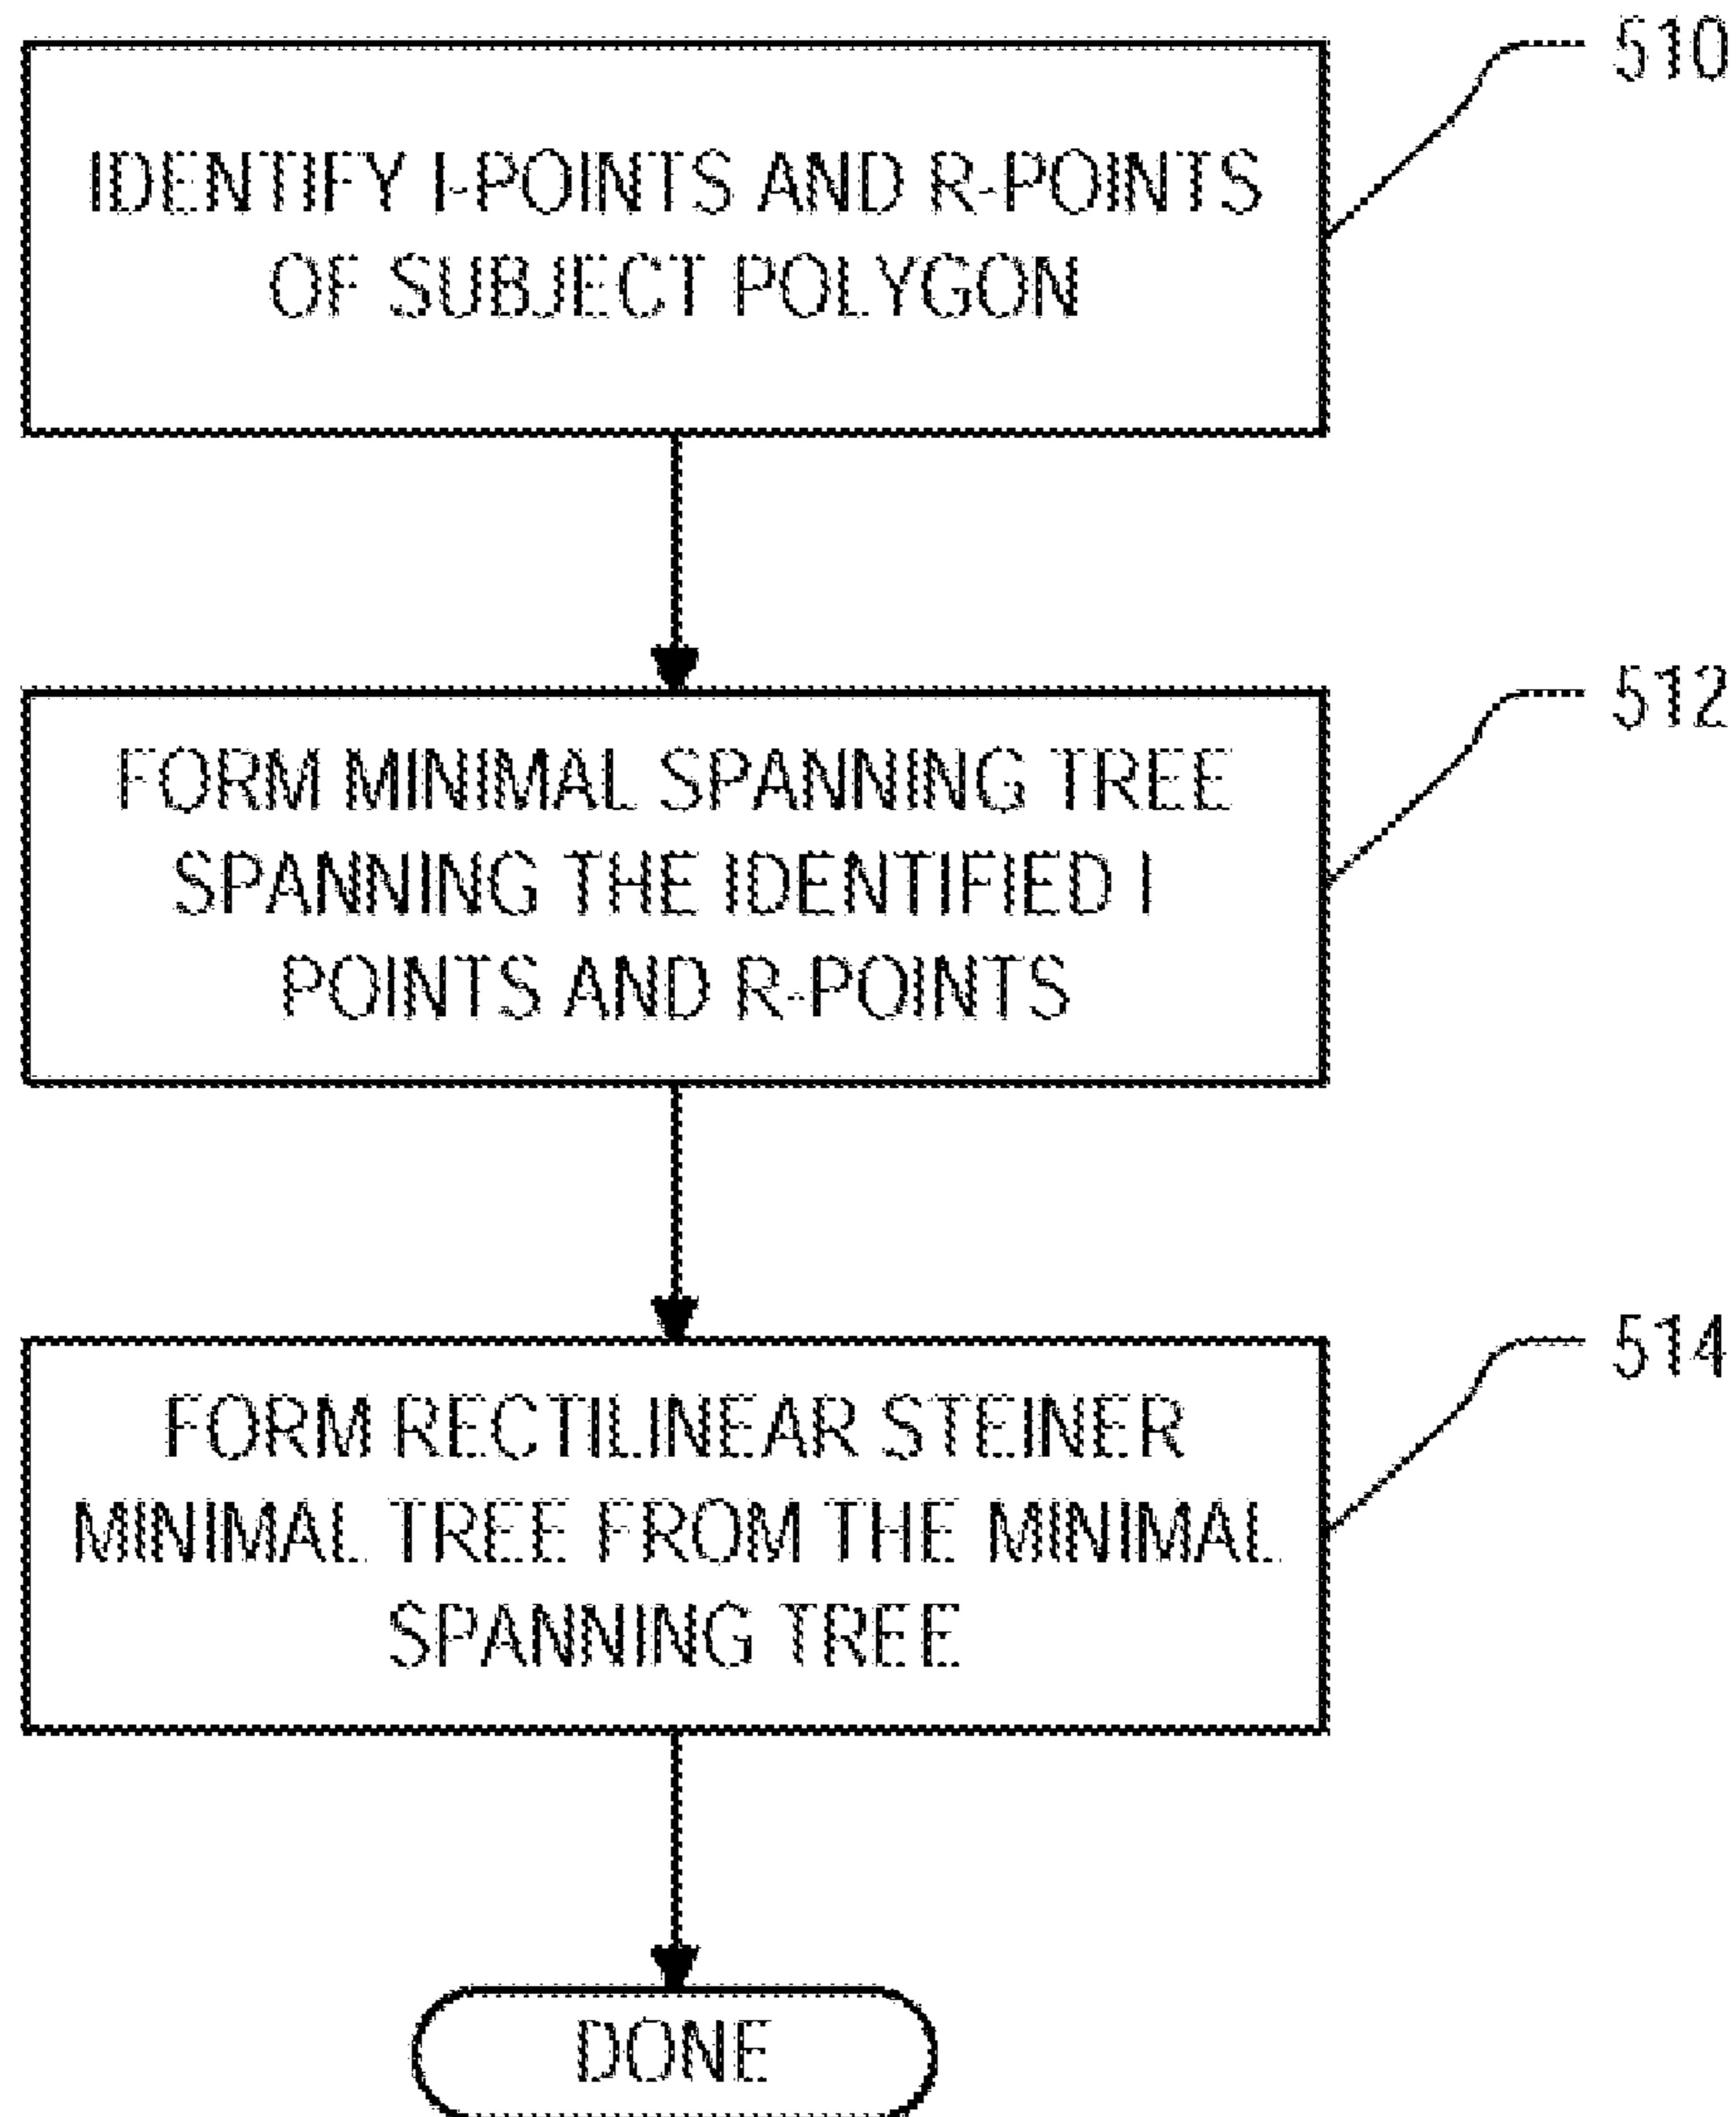 510
IDENTIFY I-POINTS AND R-POINTS
OF SUBJECT POLYGON
512
FORM MINIMAL SPANNING TREE
SPANNING THE IDENTIFIED I
POINTS AND R-POINTS
514
FORM RECTILINEAR STEINER
MINIMAL TREE FROM THE MINIMAL
SPANNING TREE
DONE